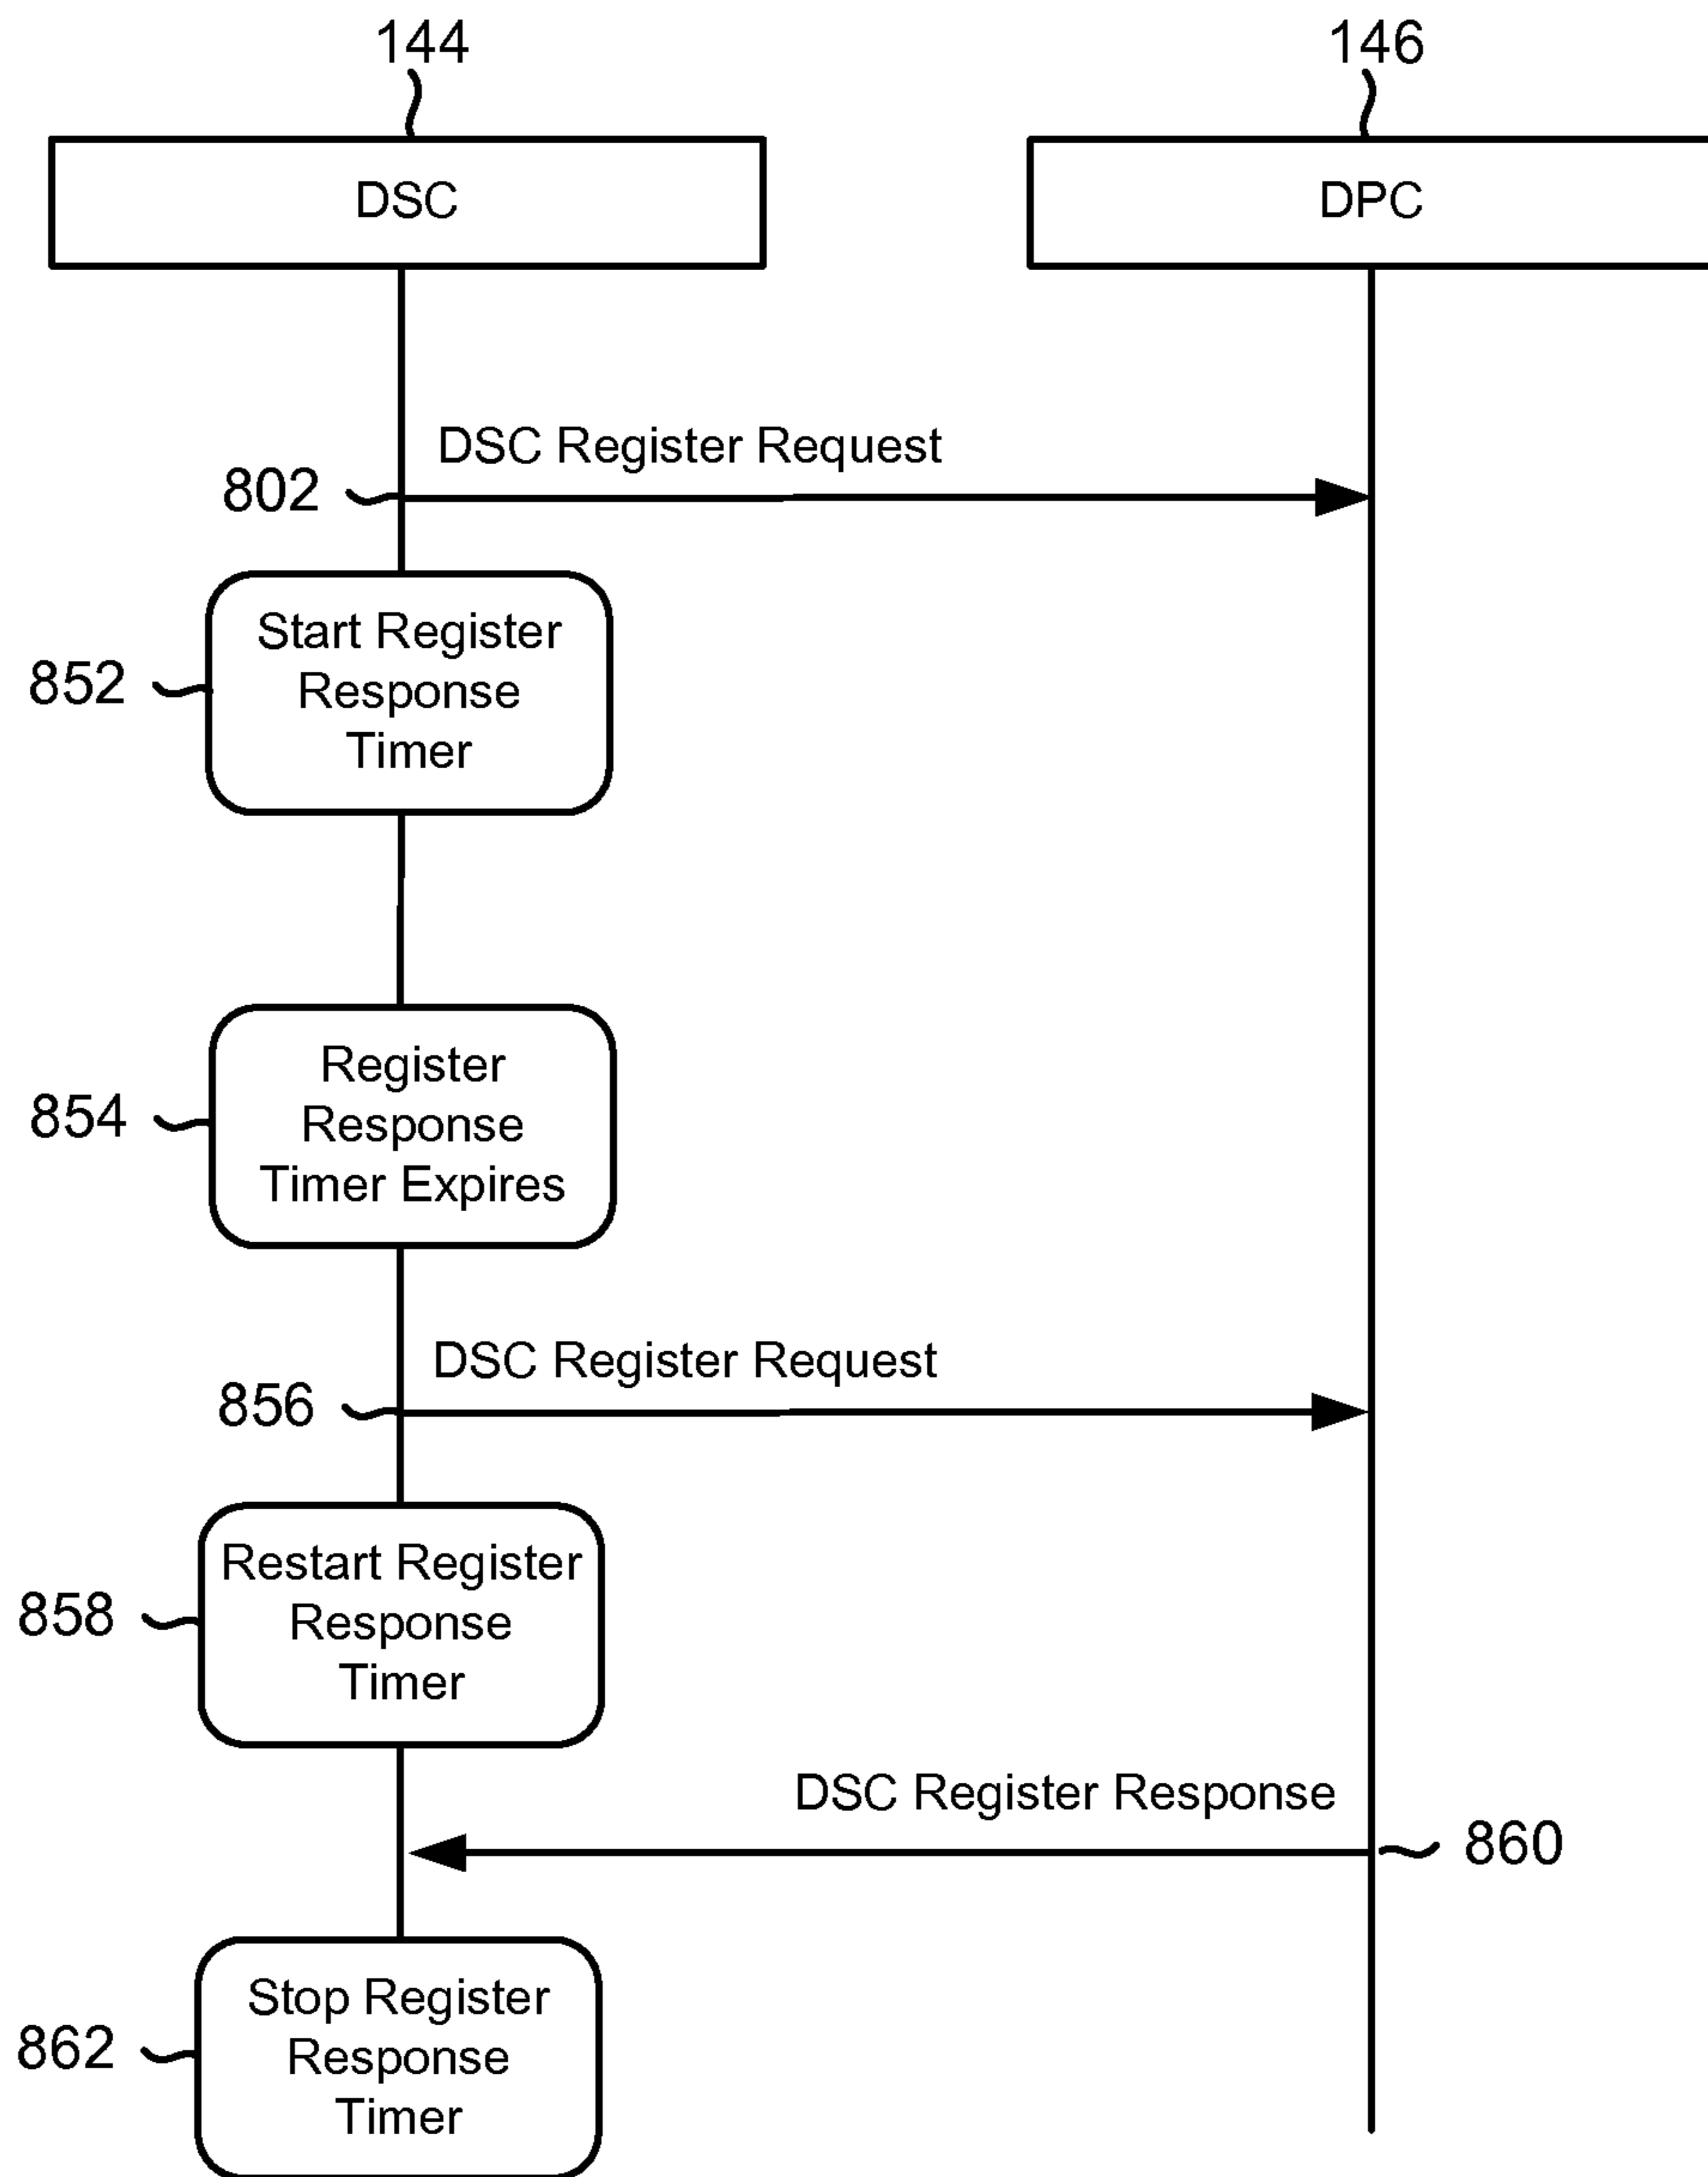 144
146
DSC
DPC
DSC Register Request
802
Start Register
Response
Timer
852
Register
Response
Timer Expires
854
DSC Register Request
856
Restart Register
Response
Timer
858
DSC Register Response
860
Stop Register
Response
Timer
862